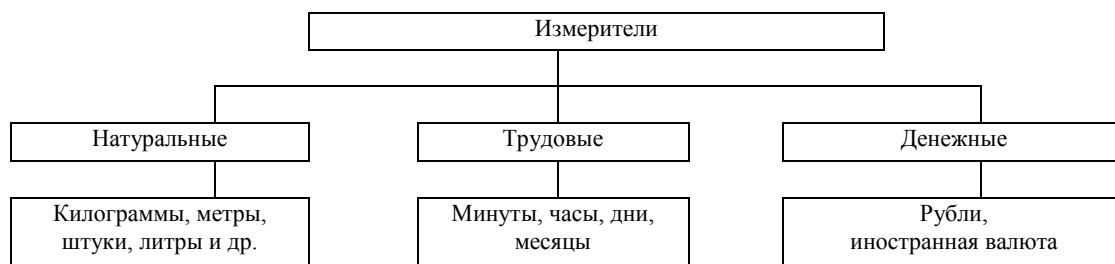 Измерители
Натуральные
Трудовые
Денежные
Килограммы, метры,
штуки, литры и др.
Минуты, часы, дни,
месяцы
Рубли,
иностранная валюта